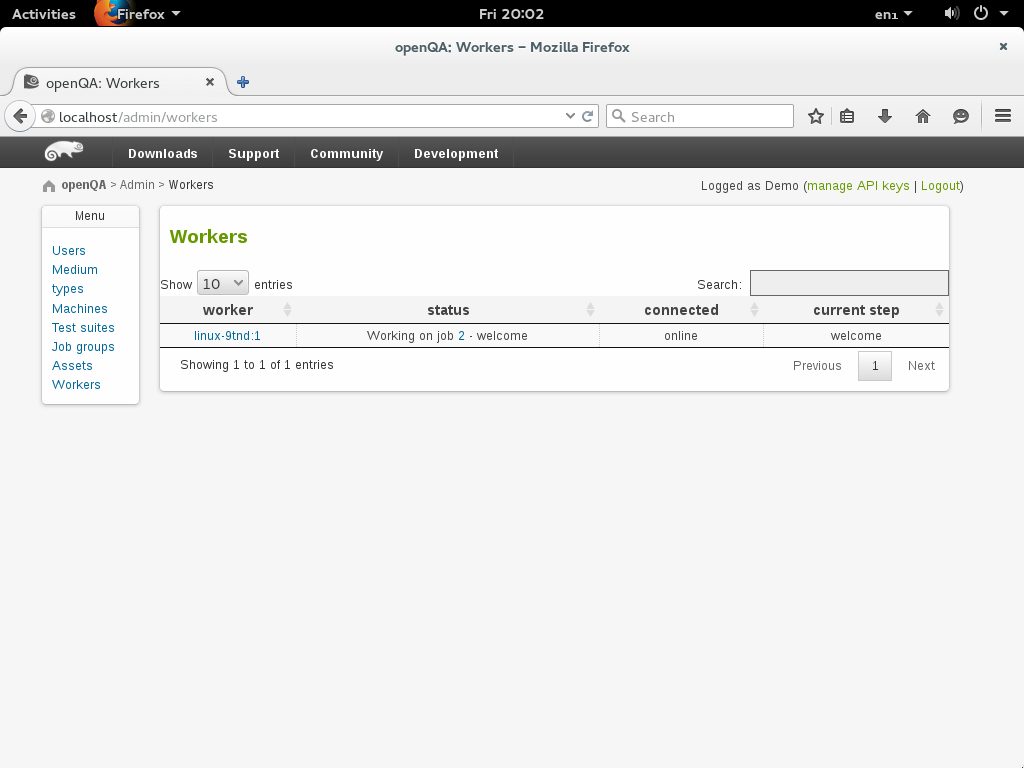 Activities Firefox Fri 20:02 en₁
openQA: Workers – Mozilla Firefox
openQA: Workers
localhost/admin/workers Search
Downloads Support Community Development
openQA > Admin > Workers Logged as Demo (manage API keys | Logout)
Menu
Users
Medium
types
Machines
Test suites
Job groups
Assets
Workers
Workers
Show 10 entries Search:
worker status connected current step
linux-9tnd:1 Working on job 2 - welcome online welcome
Showing 1 to 1 of 1 entries Previous 1 Next